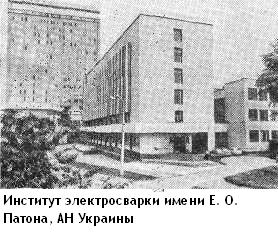 Институт электросварки имени Е. О.
Патона, АН Украины